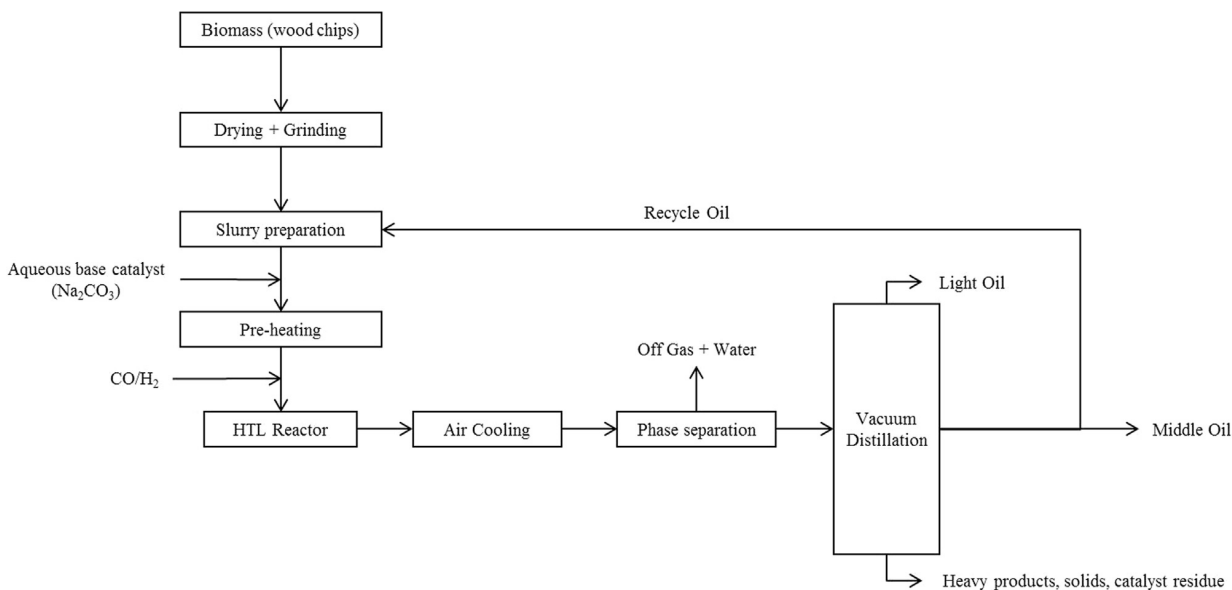 Biomass (wood chips)
Drying + Grinding
Recycle Oil
Slurry preparation
Aqueous base catalyst
(Na₂CO₃)
Light Oil
Pre-heating
Off Gas + Water
CO/H₂
HTL Reactor
Air Cooling
Phase separation
Vacuum
Distillation
Middle Oil
Heavy products, solids, catalyst residue